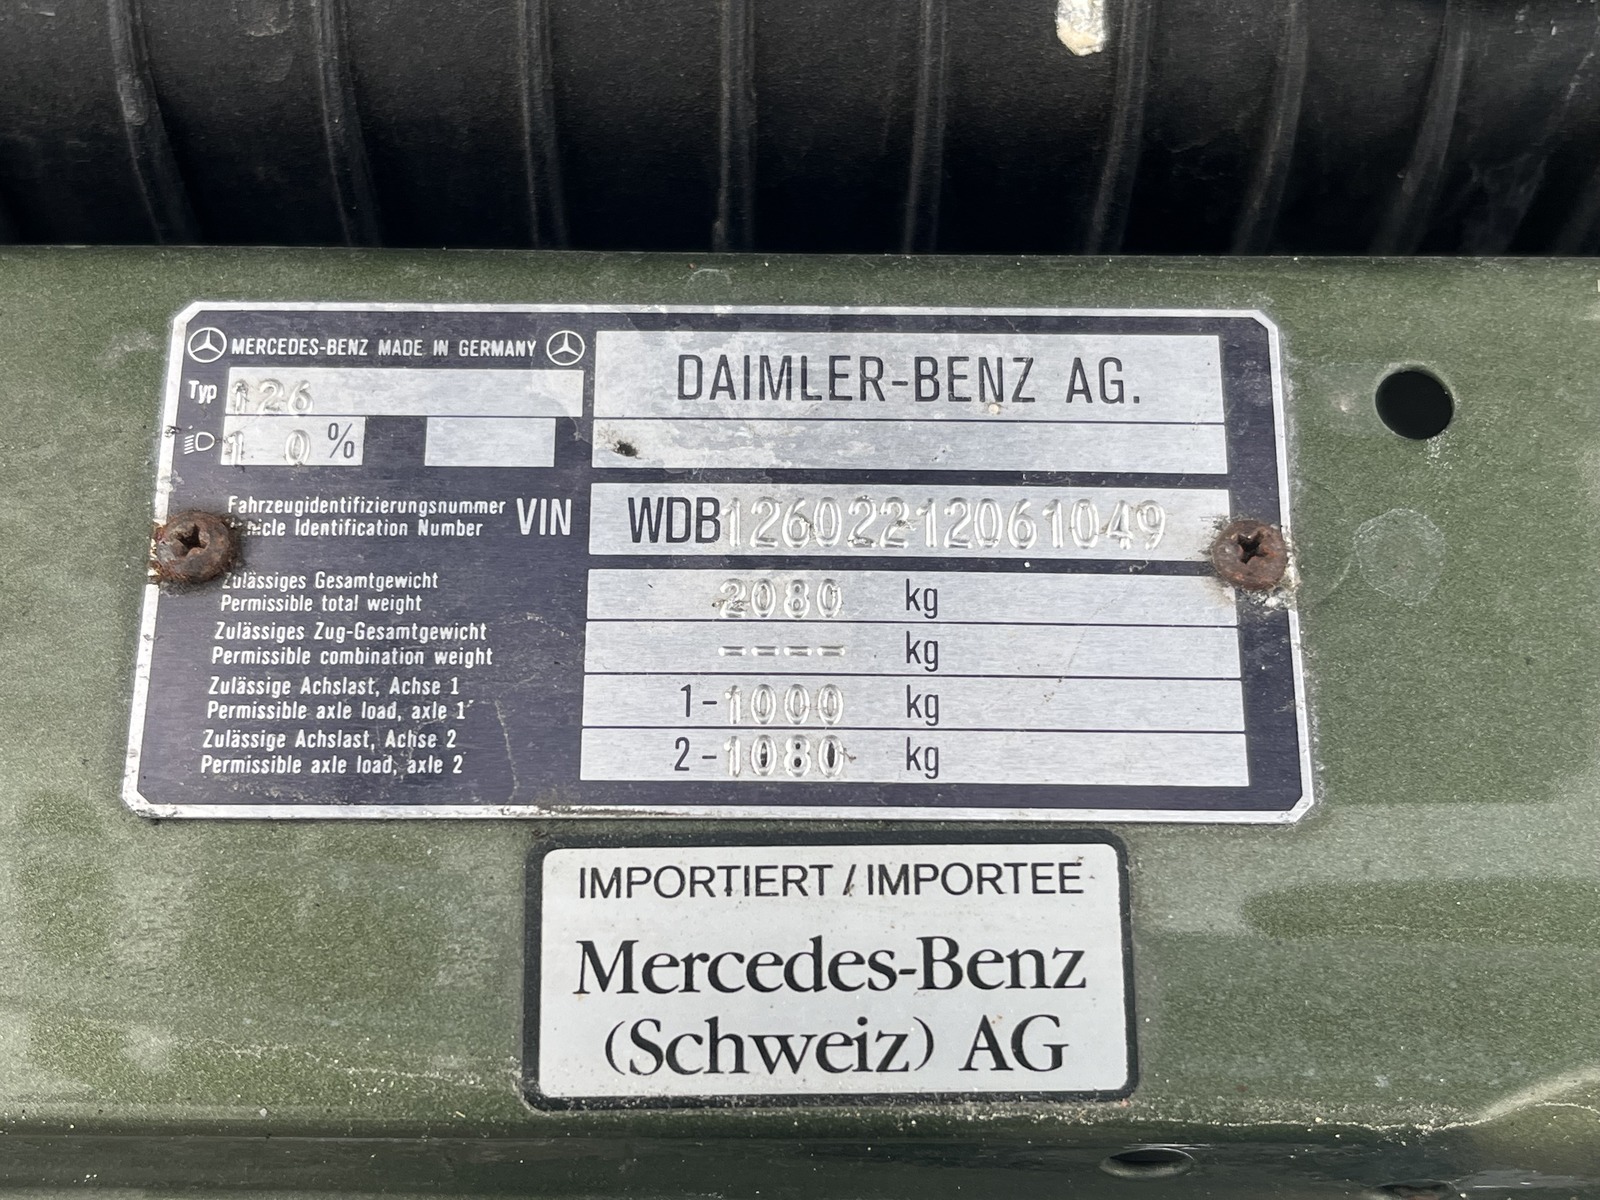 MERCEDES-BENZ MADE IN GERMANY
DAIMLER-BENZ AG.
Typ 126
1 0 %
Fahrzeugidentifizierungsnummer
Vehicle Identification Number
VIN
WDB12602212061049
Zulässiges Gesamtgewicht
Permissible total weight
2080 kg
Zulässiges Zug-Gesamtgewicht
Permissible combination weight
---- kg
Zulässige Achslast, Achse 1
Permissible axle load, axle 1
1-1000 kg
Zulässige Achslast, Achse 2
Permissible axle load, axle 2
2-1080 kg
IMPORTIERT / IMPORTEE
Mercedes-Benz
(Schweiz) AG